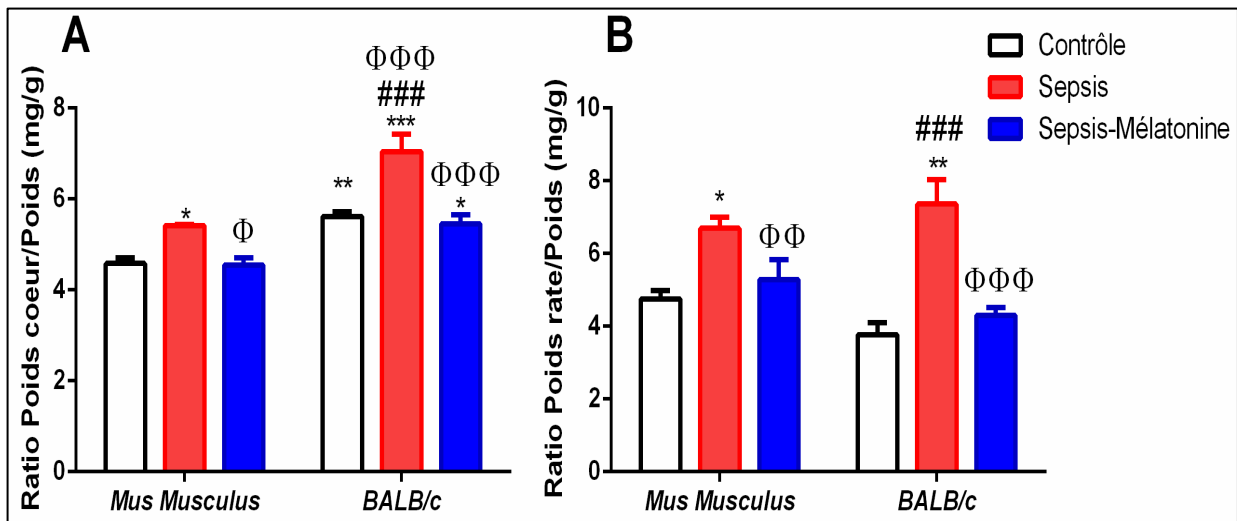 A
Ratio Poids coeur/Poids (mg/g)
8
6
4
2
0
*
Φ
**
ΦΦΦ
###
***
ΦΦΦ
*
Mus Musculus
BALB/c
B
Ratio Poids rate/Poids (mg/g)
10
8
6
4
2
0
*
ΦΦ
###
**
ΦΦΦ
Mus Musculus
BALB/c
Contrôle
Sepsis
Sepsis-Mélatonine